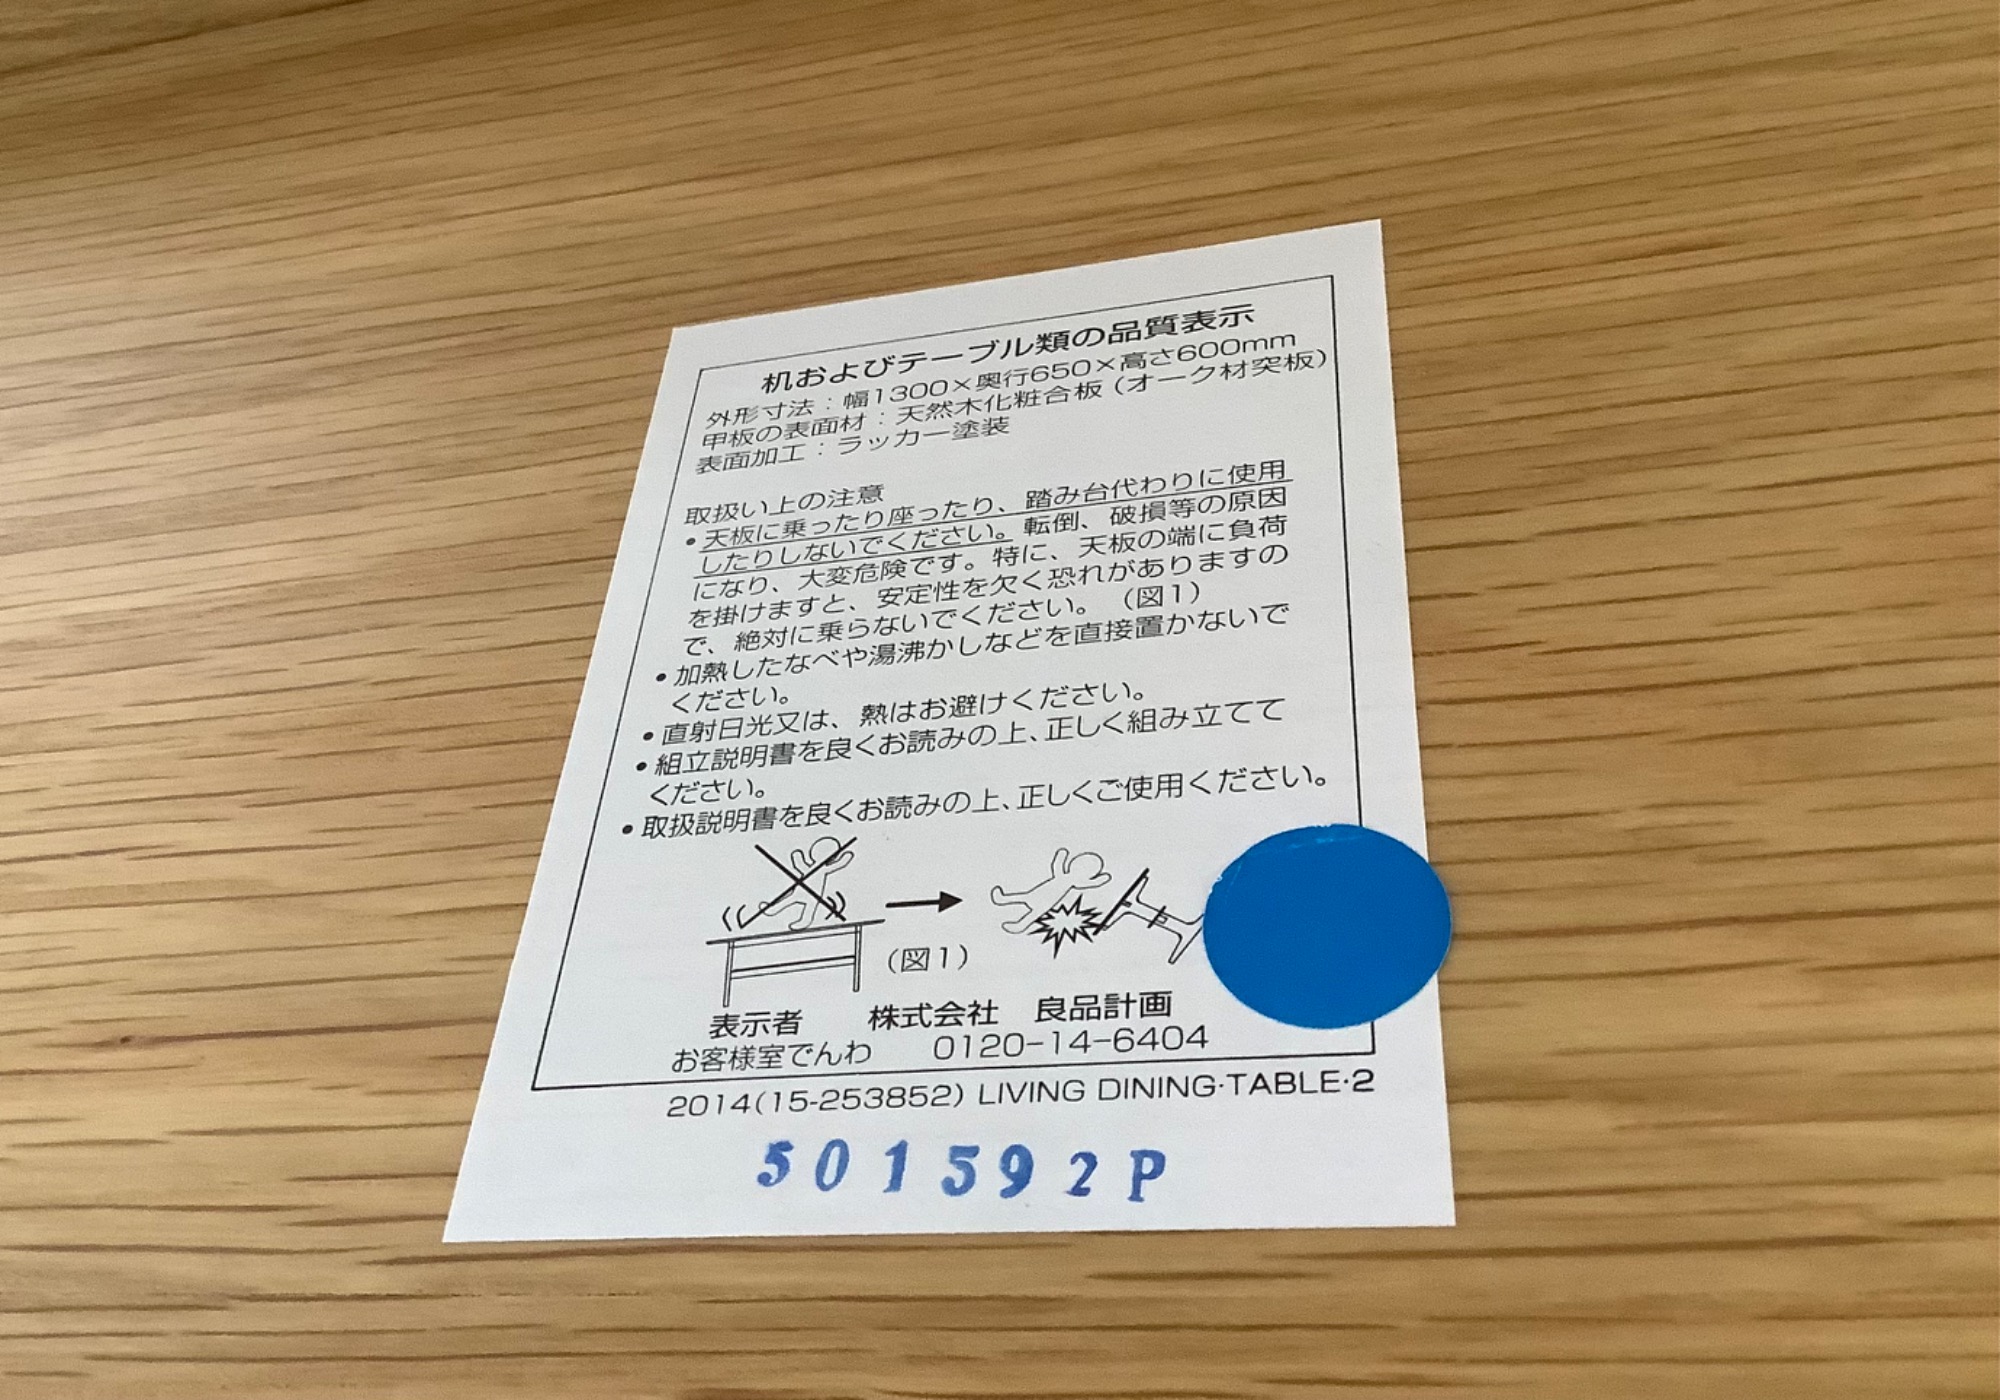 机およびテーブル類の品質表示
外形寸法：幅1300×奥行650×高さ600mm
甲板の表面材：天然木化粧合板（オーク材突板）
表面加工：ラッカー塗装
取扱い上の注意
•天板に乗ったり座ったり、踏み台代わりに使用
したりしないでください。転倒、破損等の原因
になり、大変危険です。特に、天板の端に負荷
を掛けますと、安定性を欠く恐れがありますの
で、絶対に乗らないでください。（図1）
•加熱したなべや湯沸かしなどを直接置かないで
ください。
•直射日光又は、熱はお避けください。
•組立説明書を良くお読みの上、正しく組み立てて
ください。
•取扱説明書を良くお読みの上、正しくご使用ください。
（図1）
表示者　株式会社　良品計画
お客様室でんわ　0120-14-6404
2014(15-253852) LIVING DINING·TABLE·2
501592P